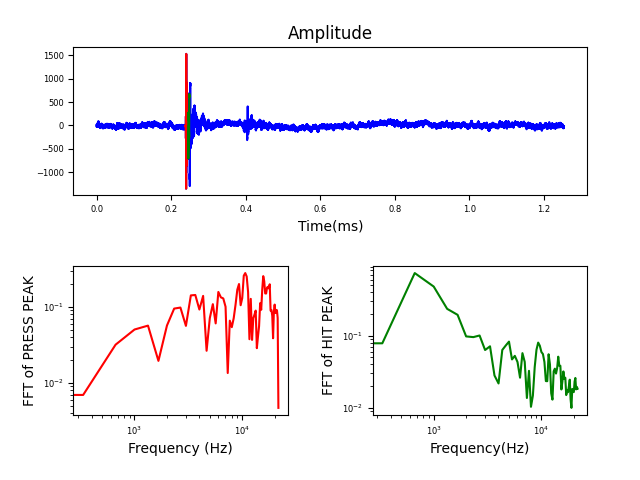 Amplitude
1500
1000
500
0
−500
−1000
0.0 0.2 0.4 0.6 0.8 1.0 1.2
Time(ms)
FFT of PRESS PEAK
10⁻¹
10⁻²
10³ 10⁴
Frequency (Hz)
FFT of HIT PEAK
10⁻¹
10⁻²
10³ 10⁴
Frequency(Hz)